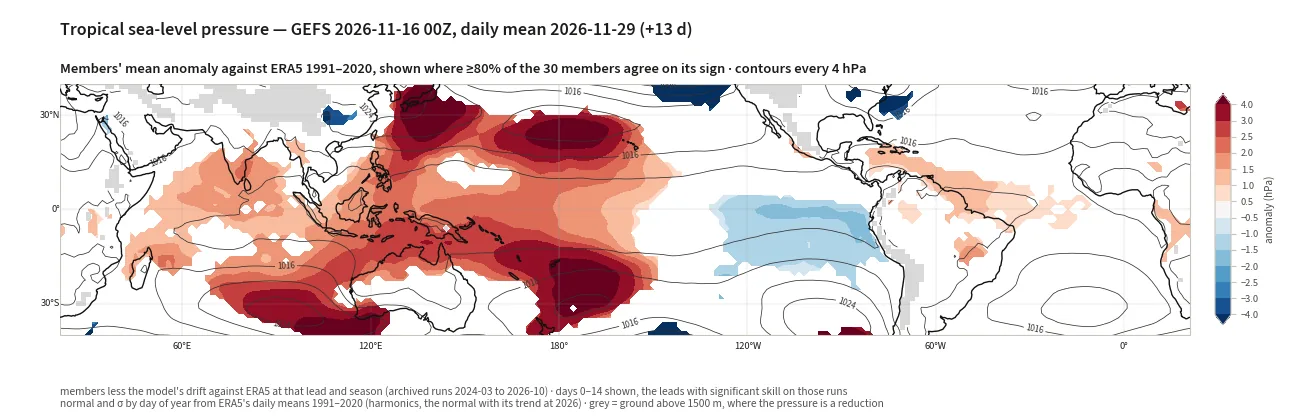 Tropical sea-level pressure — GEFS 2026-11-16 00Z, daily mean 2026-11-29 (+13 d)
Members' mean anomaly against ERA5 1991–2020, shown where ≥80% of the 30 members agree on its sign · contours every 4 hPa
30°N
0°
30°S
60°E
120°E
180°
120°W
60°W
0°
1016
1016
1016
1024
1016
1016
1016
1016
1016
1024
1016
4.0
3.0
2.5
2.0
1.5
1.0
0.5
−0.5
−1.0
−1.5
−2.0
−2.5
−3.0
−4.0
anomaly (hPa)
members less the model's drift against ERA5 at that lead and season (archived runs 2024-03 to 2026-10) · days 0–14 shown, the leads with significant skill on those runs
normal and σ by day of year from ERA5's daily means 1991–2020 (harmonics, the normal with its trend at 2026) · grey = ground above 1500 m, where the pressure is a reduction